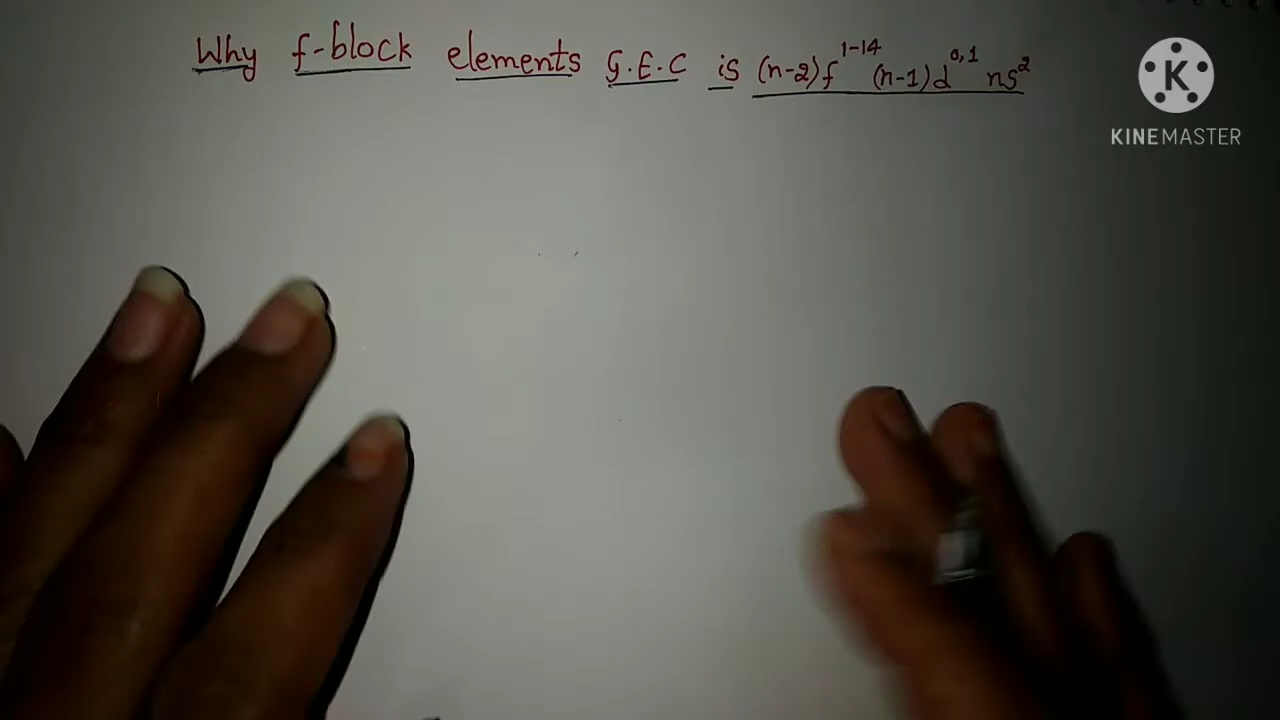 Why f-block elements G.E.C is (n-2)f¹⁻¹⁴ (n-1)d⁰,¹ ns²
K
KINEMASTER